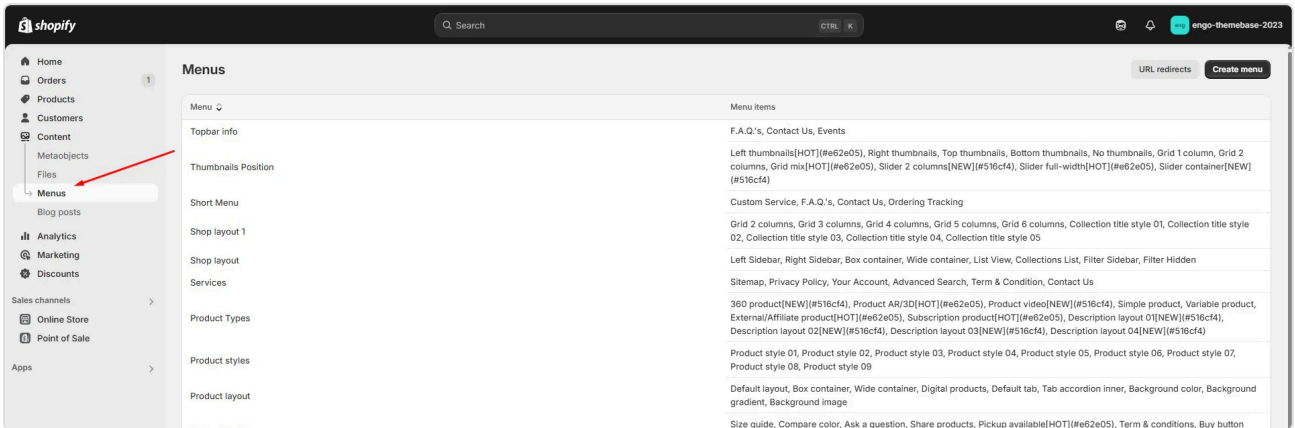 shopify
Search
CTRL K
eng
engo-themebase-2023
Home
Orders
1
Products
Customers
Content
Metaobjects
Files
Menus
Blog posts
Analytics
Marketing
Discounts
Sales channels
Online Store
Point of Sale
Apps
Menus
URL redirects
Create menu
Menu
Menu items
Topbar info
F.A.Q.'s, Contact Us, Events
Thumbnails Position
Left thumbnails[HOT](#e62e05), Right thumbnails, Top thumbnails, Bottom thumbnails, No thumbnails, Grid 1 column, Grid 2
columns, Grid mix[HOT](#e62e05), Slider 2 columns[NEW](#516cf4), Slider full-width[HOT](#e62e05), Slider container[NEW]
(#516cf4)
Short Menu
Custom Service, F.A.Q.'s, Contact Us, Ordering Tracking
Shop layout 1
Grid 2 columns, Grid 3 columns, Grid 4 columns, Grid 5 columns, Grid 6 columns, Collection title style 01, Collection title style
02, Collection title style 03, Collection title style 04, Collection title style 05
Shop layout
Left Sidebar, Right Sidebar, Box container, Wide container, List View, Collections List, Filter Sidebar, Filter Hidden
Services
Sitemap, Privacy Policy, Your Account, Advanced Search, Term & Condition, Contact Us
Product Types
360 product[NEW](#516cf4), Product AR/3D[HOT](#e62e05), Product video[NEW](#516cf4), Simple product, Variable product,
External/Affiliate product[HOT](#e62e05), Subscription product[HOT](#e62e05), Description layout 01[NEW](#516cf4),
Description layout 02[NEW](#516cf4), Description layout 03[NEW](#516cf4), Description layout 04[NEW](#516cf4)
Product styles
Product style 01, Product style 02, Product style 03, Product style 04, Product style 05, Product style 06, Product style 07,
Product style 08, Product style 09
Product layout
Default layout, Box container, Wide container, Digital products, Default tab, Tab accordion inner, Background color, Background
gradient, Background image
Size guide, Compare color, Ask a question, Share products, Pickup available[HOT](#e62e05), Term & conditions, Buy button